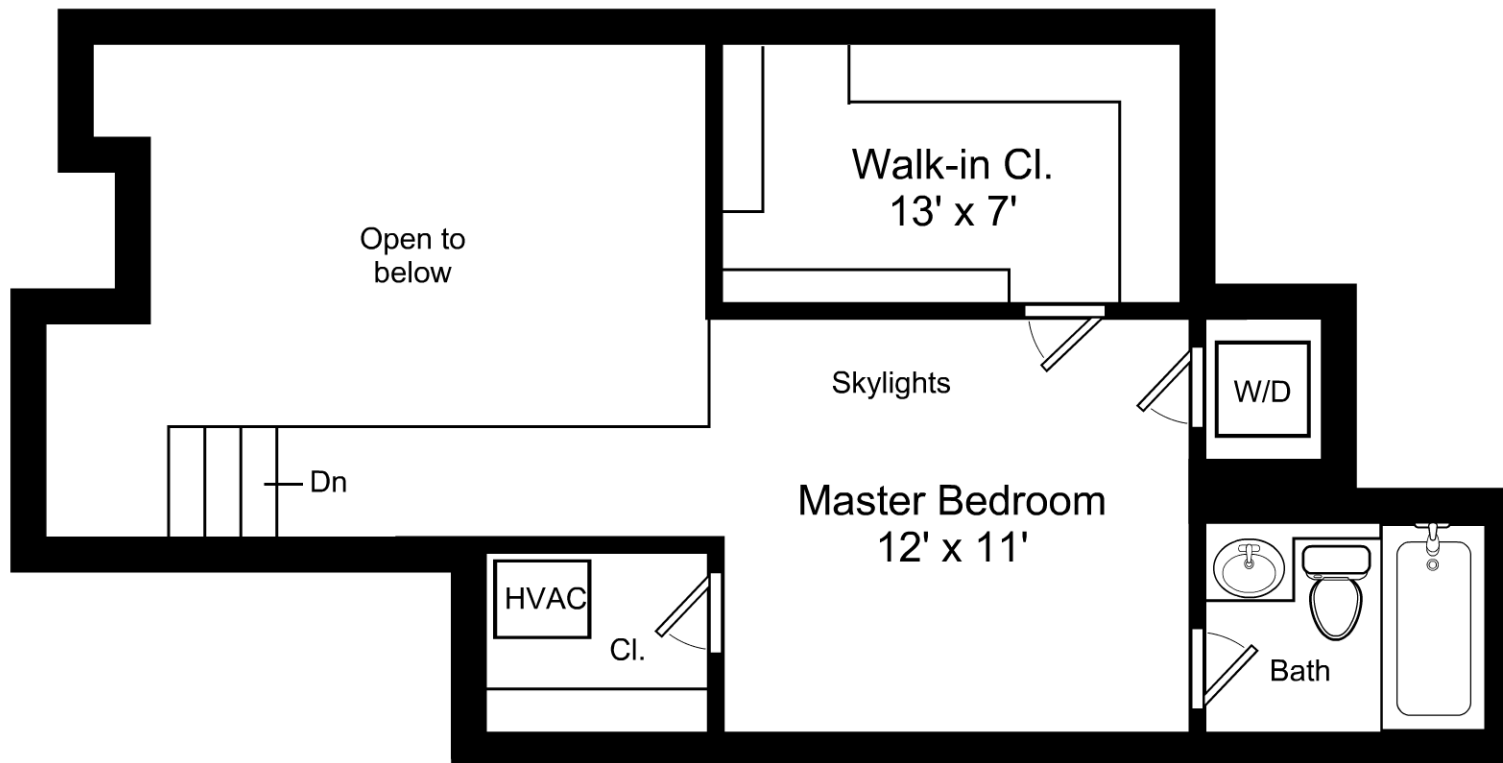 Walk-in Cl.
13' x 7'
Open to
below
Skylights
W/D
Dn
Master Bedroom
12' x 11'
HVAC
Cl.
Bath